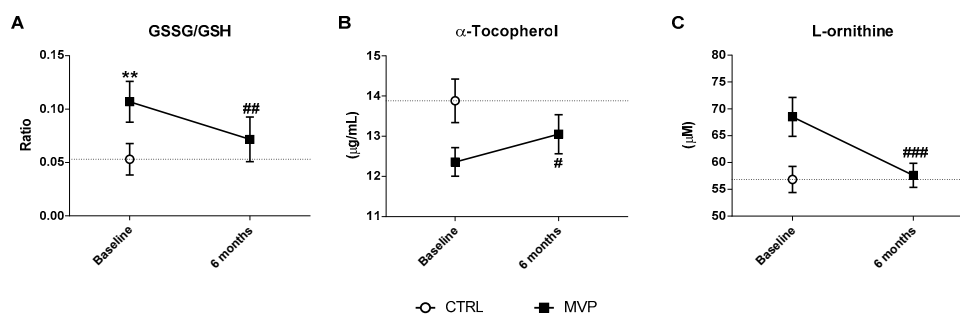 A
GSSG/GSH
0.15
0.10
0.05
0.00
Ratio
**
##
Baseline
6 months
B
α-Tocopherol
15
14
13
12
11
(μg/mL)
#
Baseline
6 months
C
L-ornithine
80
75
70
65
60
55
50
(μM)
###
Baseline
6 months
CTRL
MVP